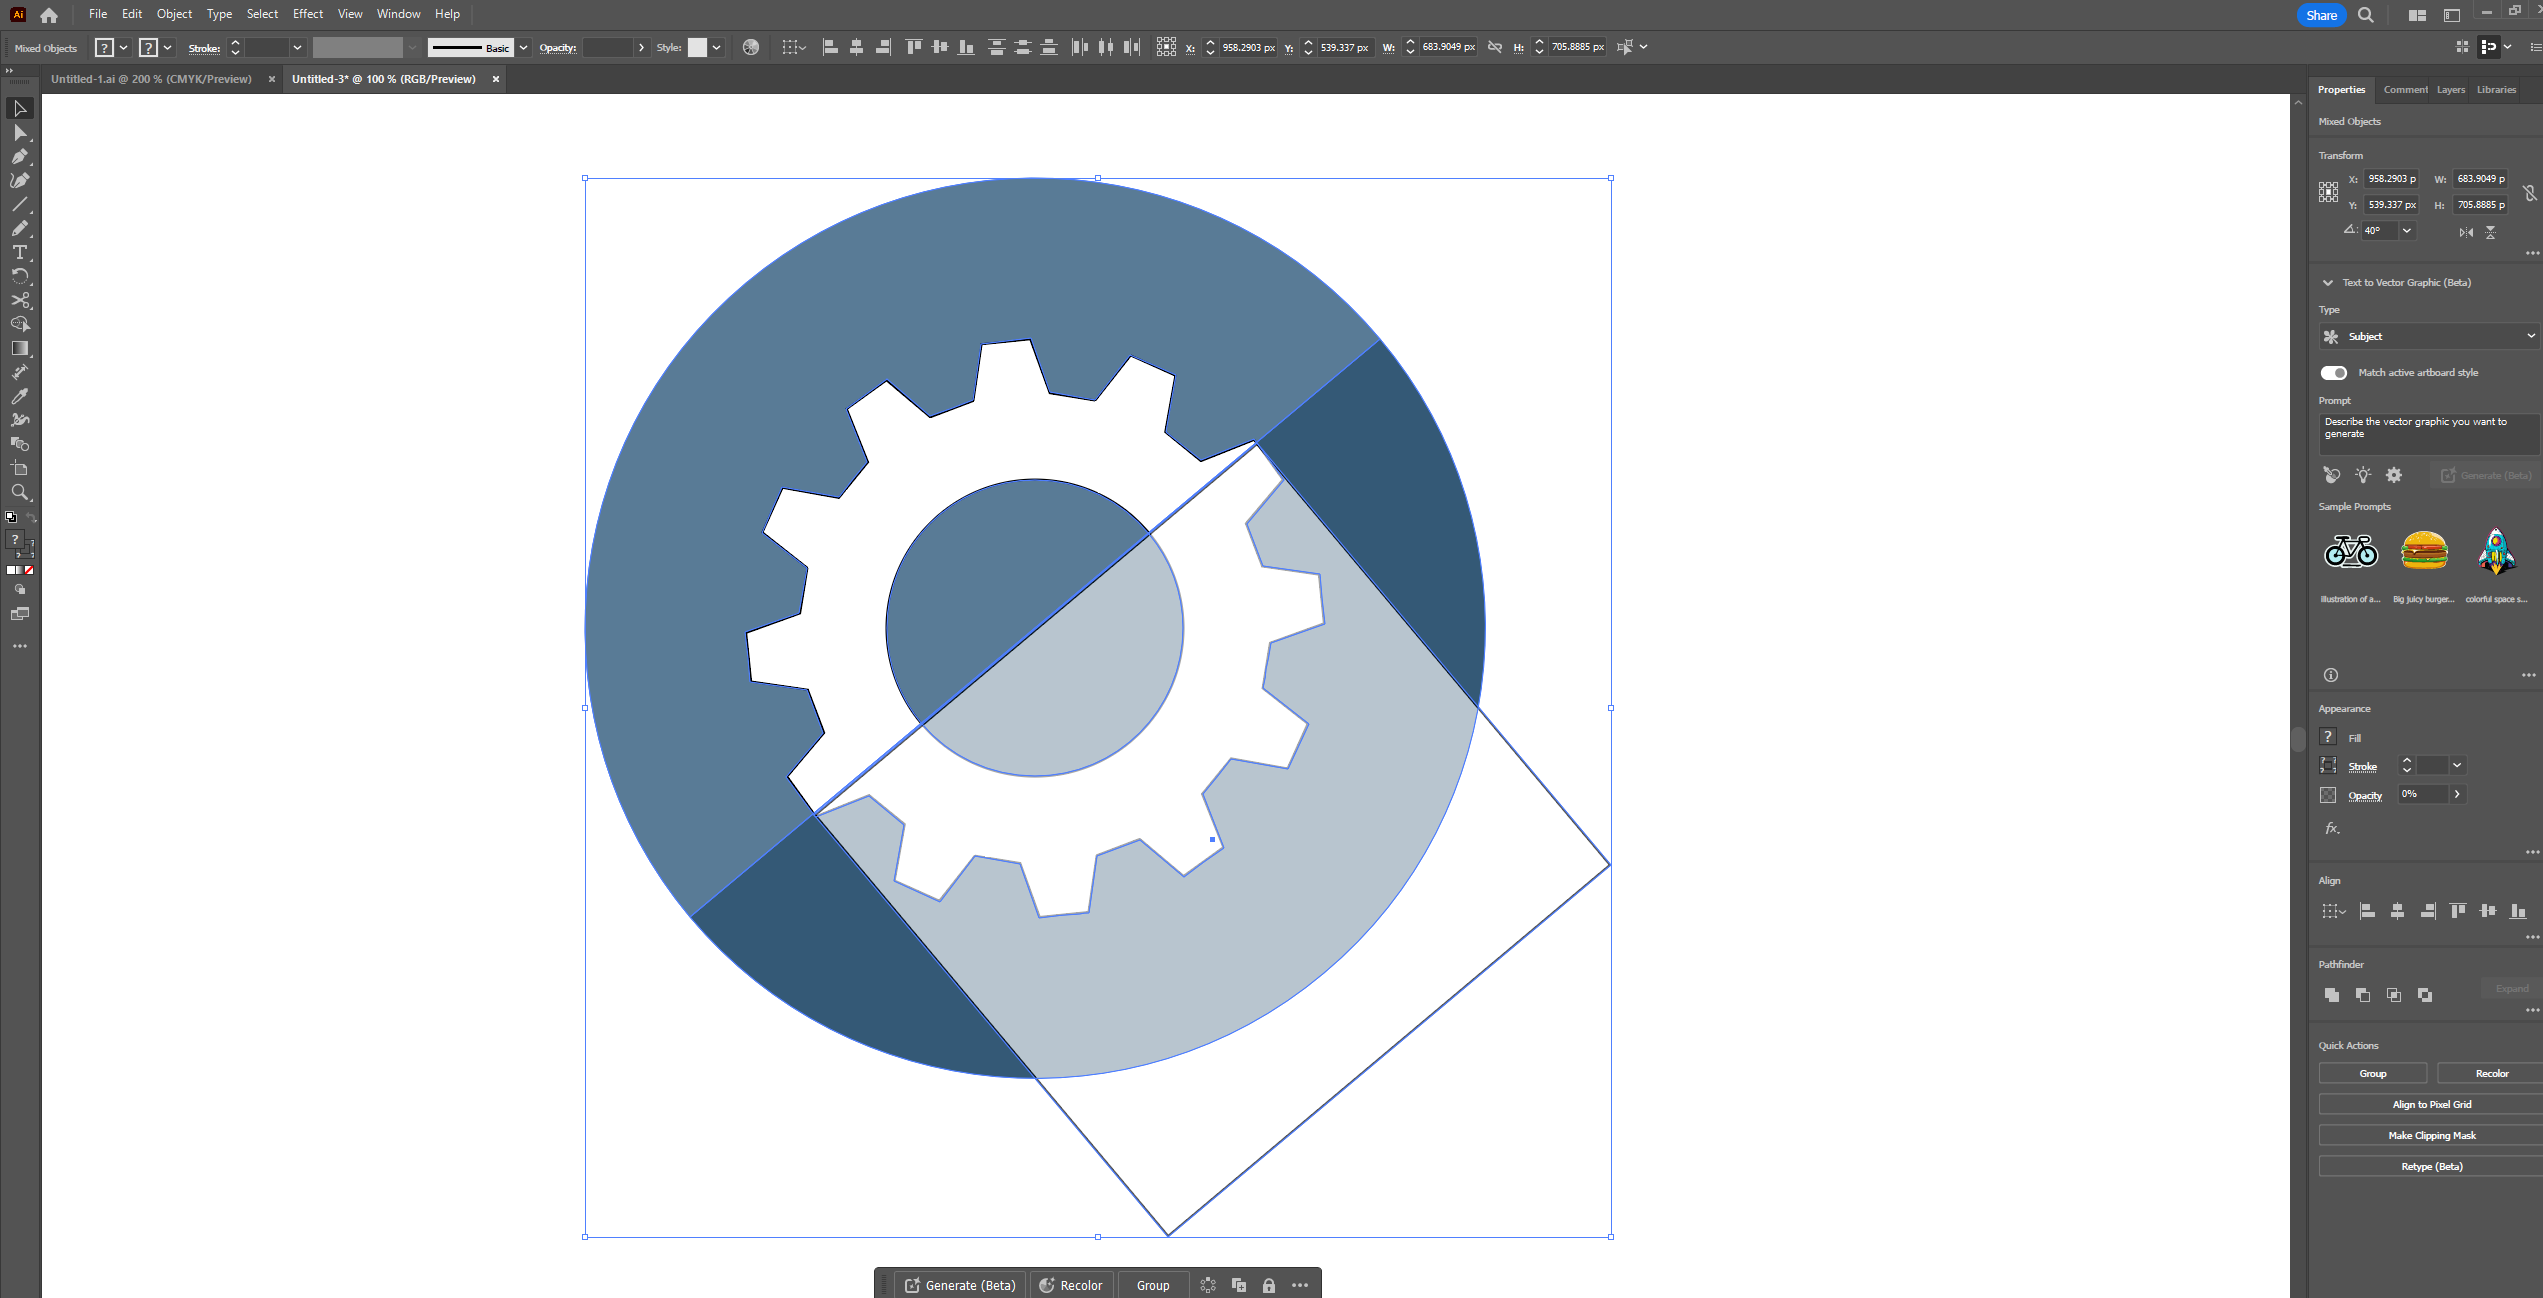 Ai File Edit Object Type Select Effect View Window Help Share
Mixed Objects ? ? Stroke: Basic Opacity: Style: X: 958.2903 px Y: 539.337 px W: 683.9049 px H: 705.8885 px
Untitled-1.ai @ 200 % (CMYK/Preview) × Untitled-3* @ 100 % (RGB/Preview) ×
Properties Comment Layers Libraries
Mixed Objects
Transform
X: 958.2903 p W: 683.9049 p
Y: 539.337 px H: 705.8885 p
40°
Text to Vector Graphic (Beta)
Type
Subject
Match active artboard style
Prompt
Describe the vector graphic you want to
generate
Generate (Beta)
Sample Prompts
T
?
Illustration of a... Big juicy burger... colorful space s...
Appearance
? Fill
Stroke
Opacity 0%
fx.
Align
Pathfinder
Expand
Quick Actions
Group Recolor
Align to Pixel Grid
Make Clipping Mask
Retype (Beta)
Generate (Beta) Recolor Group